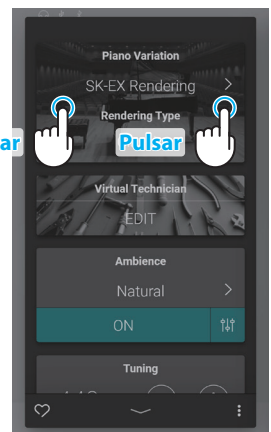 Piano Variation
SK-EX Rendering
Rendering Type
ar
Pulsar
Virtual Technician
EDIT
Ambience
Natural
ON
Tuning